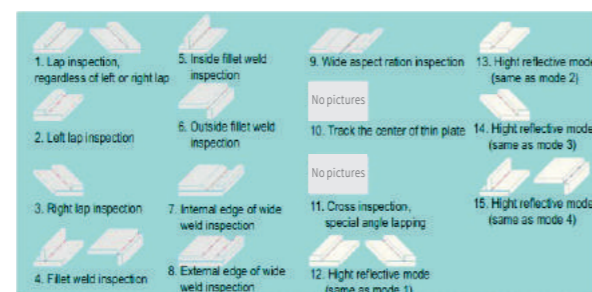 1. Lap inspection,
regardless of left or right lap
2. Left lap inspection
3. Right lap inspection
4. Fillet weld inspection
5. Inside fillet weld
inspection
6. Outside fillet weld
inspection
7. Internal edge of wide
weld inspection
8. External edge of wide
weld inspection
9. Wide aspect ration inspection
No pictures
10. Track the center of thin plate
No pictures
11. Cross inspection,
special angle lapping
12. Hight reflective mode
(same as mode 1)
13. Hight reflective mode
(same as mode 2)
14. Hight reflective mode
(same as mode 3)
15. Hight reflective mode
(same as mode 4)